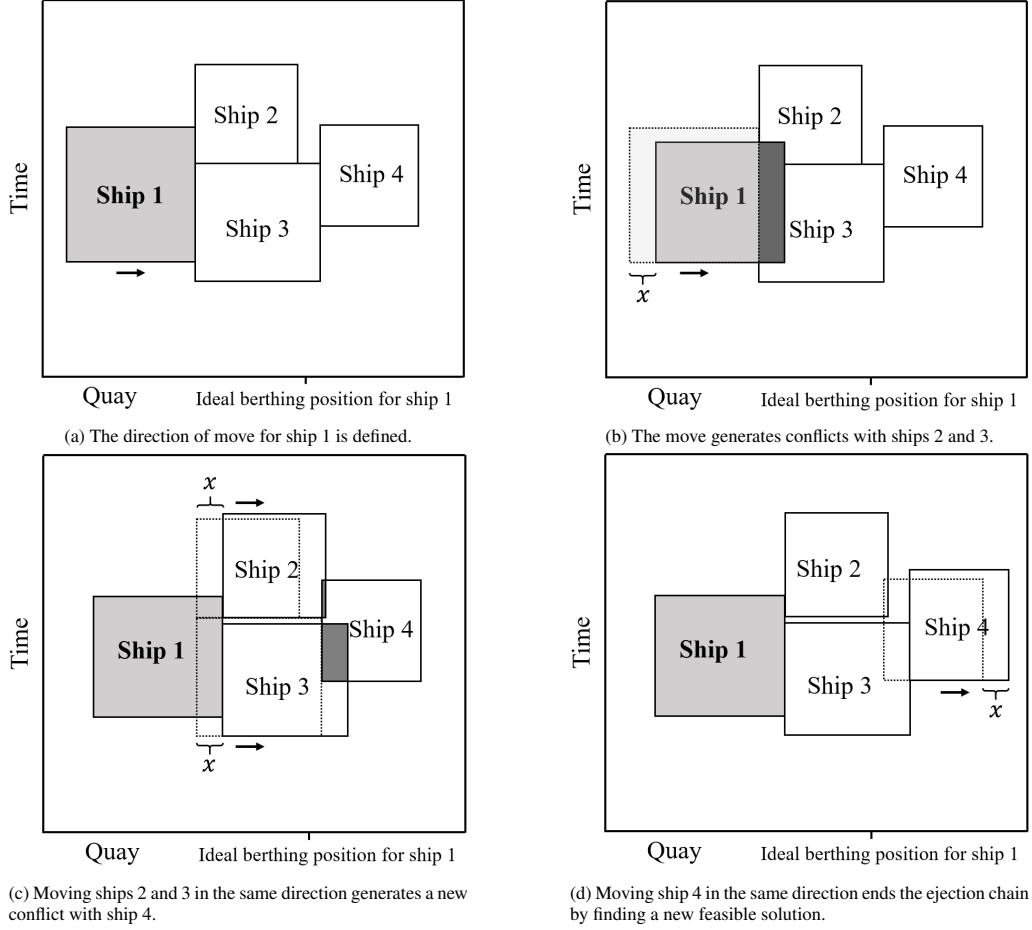 Time
Ship 1
Ship 2
Ship 3
Ship 4
Quay
Ideal berthing position for ship 1
(a) The direction of move for ship 1 is defined.
Time
Ship 1
Ship 2
Ship 3
Ship 4
x
Quay
Ideal berthing position for ship 1
(b) The move generates conflicts with ships 2 and 3.
Time
x
Ship 2
Ship 1
Ship 4
Ship 3
x
Quay
Ideal berthing position for ship 1
(c) Moving ships 2 and 3 in the same direction generates a new
conflict with ship 4.
Time
Ship 2
Ship 1
Ship 4
Ship 3
x
Quay
Ideal berthing position for ship 1
(d) Moving ship 4 in the same direction ends the ejection chain
by finding a new feasible solution.